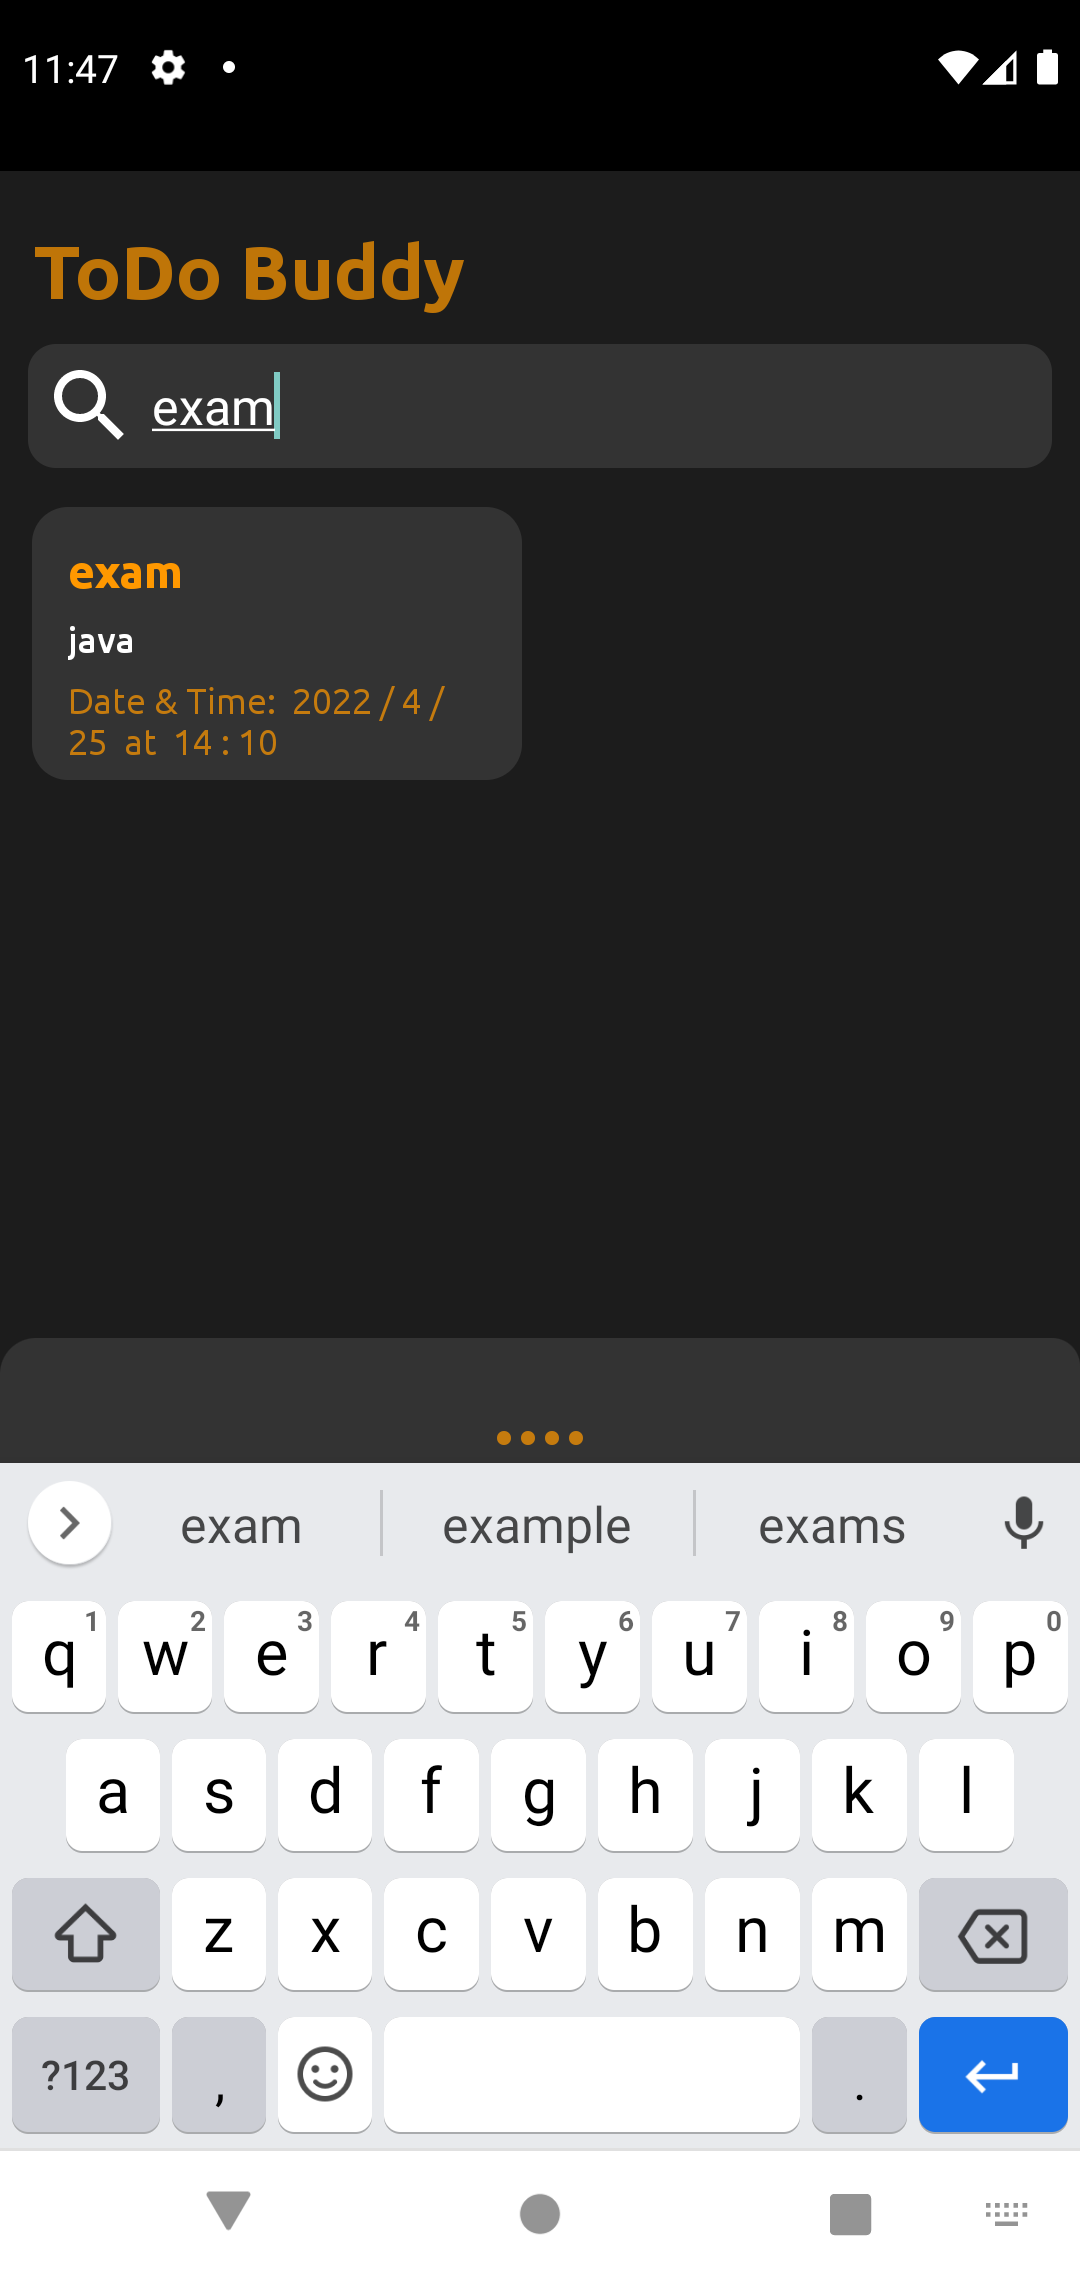 11:47
ToDo Buddy
exam
exam
java
Date & Time:  2022 / 4 /
25  at  14 : 10
exam example exams
q 1 w 2 e 3 r 4 t 5 y 6 u 7 i 8 o 9 p 0
a s d f g h j k l
z x c v b n m
?123 , .